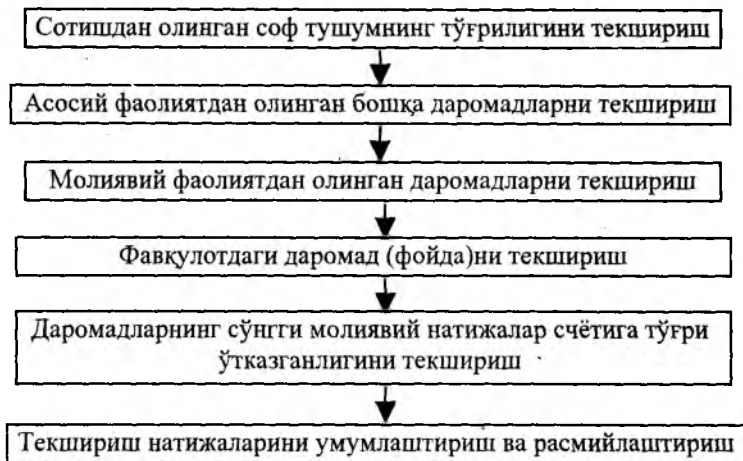 Сотишдан олинган соф тушумнинг тўғрилигини текшириш
Асосий фаолиятдан олинган бошқа даромадларни текшириш
Молиявий фаолиятдан олинган даромадларни текшириш
Фавқулотдаги даромад (фойда)ни текшириш
Даромадларнинг сўнгги молиявий натижалар счётига тўғри
ўтказганлигини текшириш
Текшириш натижаларини умумлаштириш ва расмийлаштириш